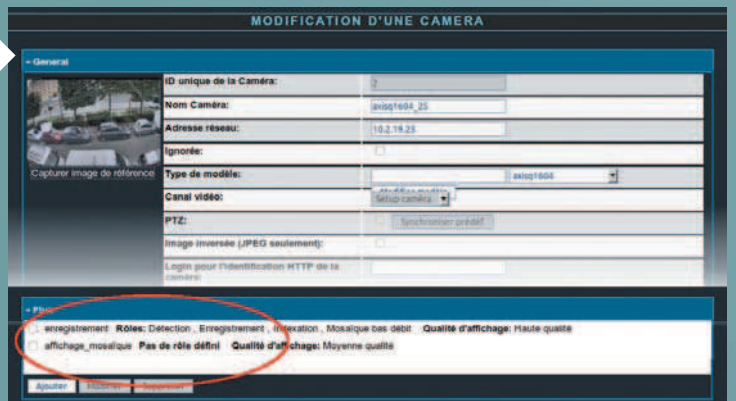 MODIFICATION D'UNE CAMERA
General
Capturer image de référence
ID unique de la Caméra: 2
Nom Caméra: axisq1604_25
Adresse réseau: 10.2.19.25
Ignorée:
Type de modèle: axisq1604
Canal vidéo: Setup caméra
PTZ: Synchroniser prédéf
Image inversée (JPEG seulement):
Login pour l'identification HTTP de la
caméra:
enregistrement Rôles: Détection , Enregistrement , Indexation , Mosaïque bas débit Qualité d'affichage: Haute qualité
affichage_mosaïque Pas de rôle défini Qualité d'affichage: Moyenne qualité
Ajouter